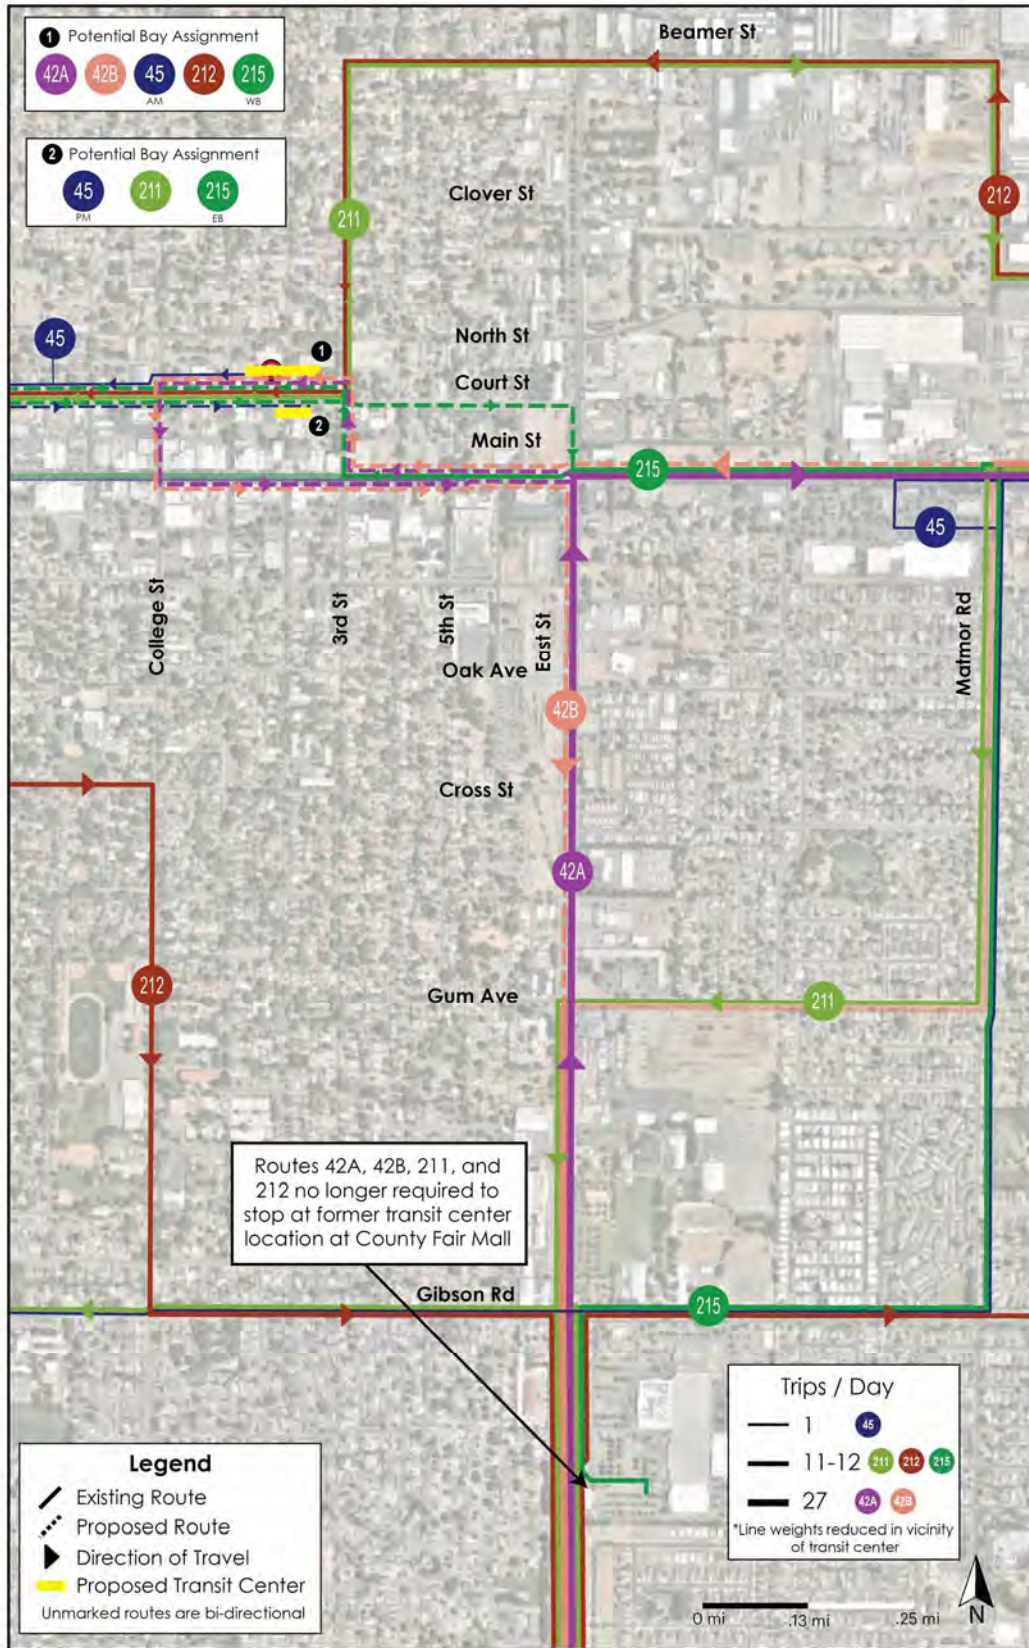 1 Potential Bay Assignment
42A 42B 45 212 215
AM WB
2 Potential Bay Assignment
45 211 215
PM EB
Beamer St
Clover St
211
212
North St
45
1
Court St
2
Main St
215
45
College St
3rd St
5th St
East St
Matmor Rd
Oak Ave
42B
Cross St
42A
212
Gum Ave
211
Routes 42A, 42B, 211, and
212 no longer required to
stop at former transit center
location at County Fair Mall
Gibson Rd
215
Trips / Day
1 45
11-12 211 212 215
27 42A 42B
*Line weights reduced in vicinity
of transit center
Legend
Existing Route
Proposed Route
Direction of Travel
Proposed Transit Center
Unmarked routes are bi-directional
0 mi .13 mi .25 mi
N